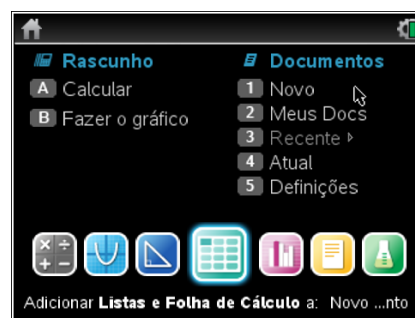 Rascunho
A Calcular
B Fazer o gráfico
Documentos
1 Novo
2 Meus Docs
3 Recente
4 Atual
5 Definições
Adicionar Listas e Folha de Cálculo a: Novo ...nto